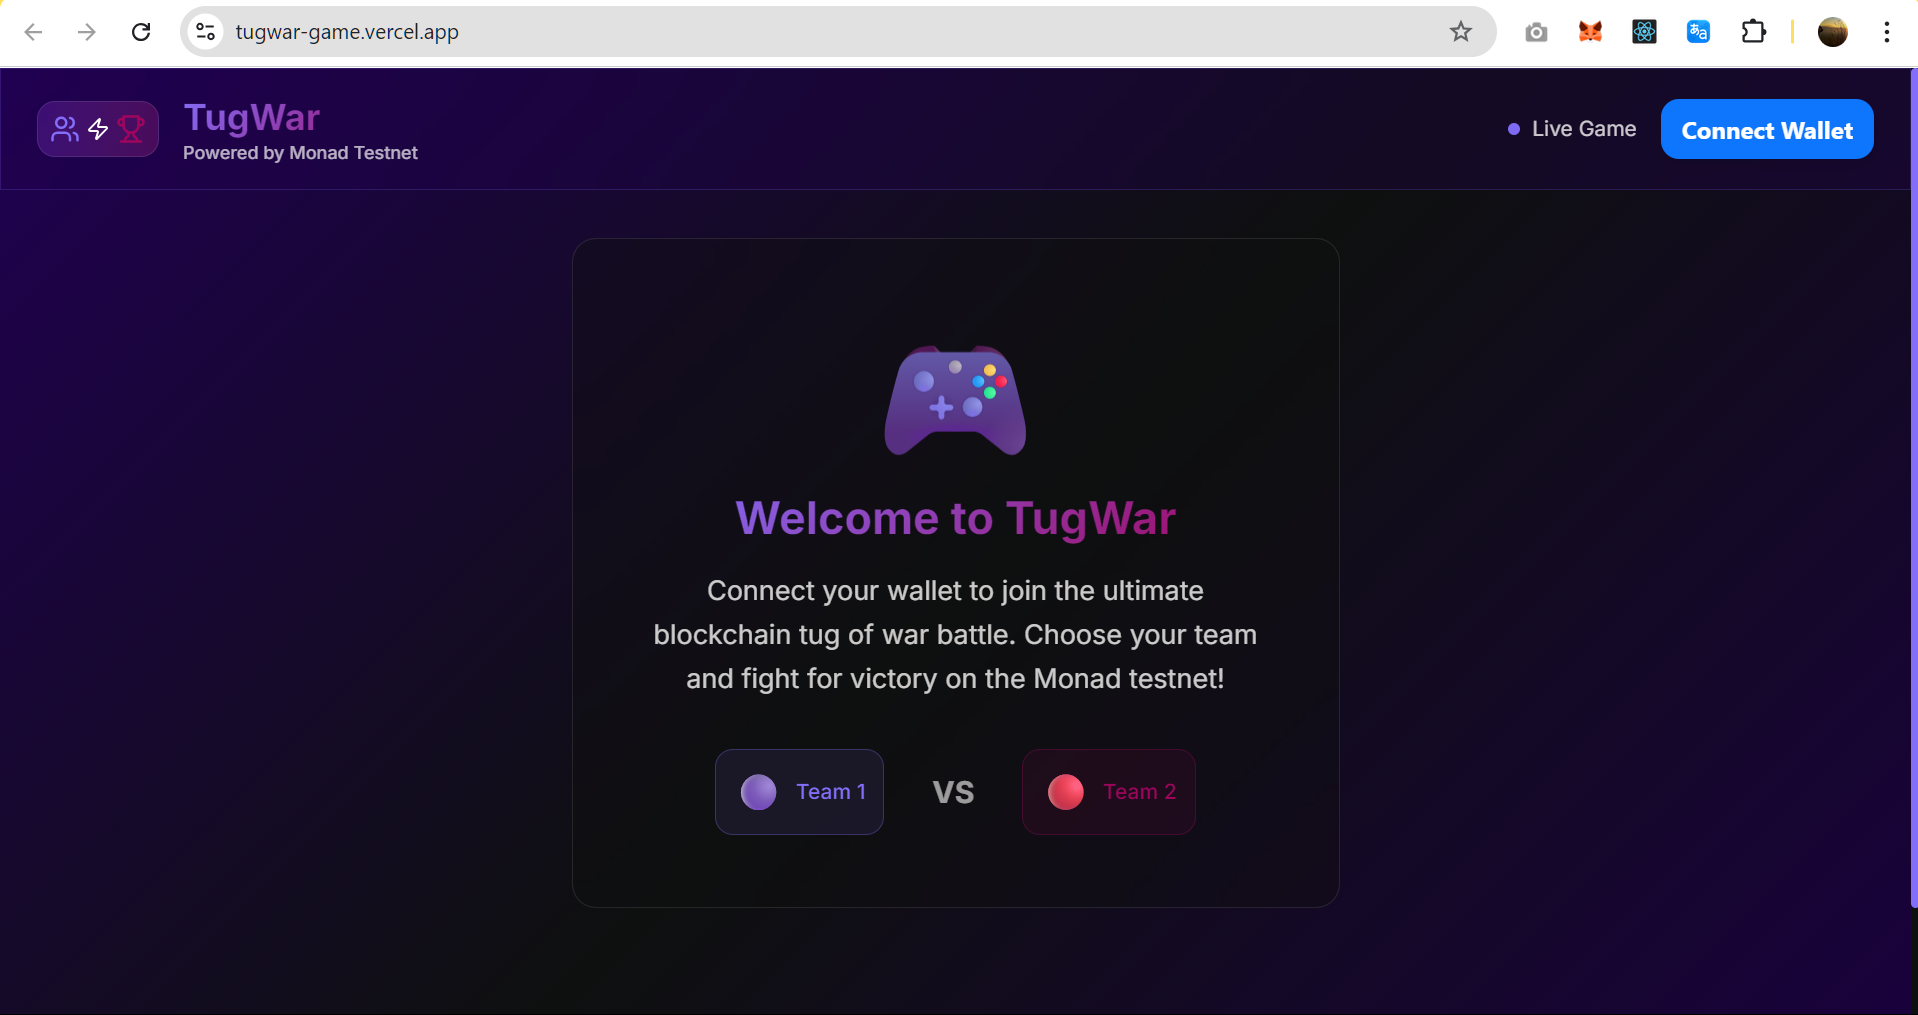 tugwar-game.vercel.app
TugWar
Powered by Monad Testnet
Live Game
Connect Wallet
Welcome to TugWar
Connect your wallet to join the ultimate
blockchain tug of war battle. Choose your team
and fight for victory on the Monad testnet!
Team 1
VS
Team 2